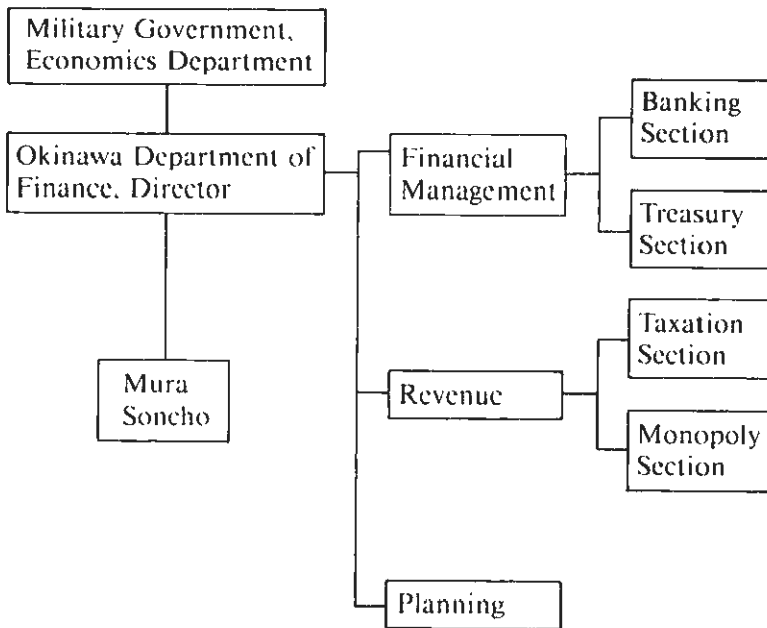 Military Government,
Economics Department
Okinawa Department of
Finance, Director
Mura
Soncho
Financial
Management
Banking
Section
Treasury
Section
Revenue
Taxation
Section
Monopoly
Section
Planning